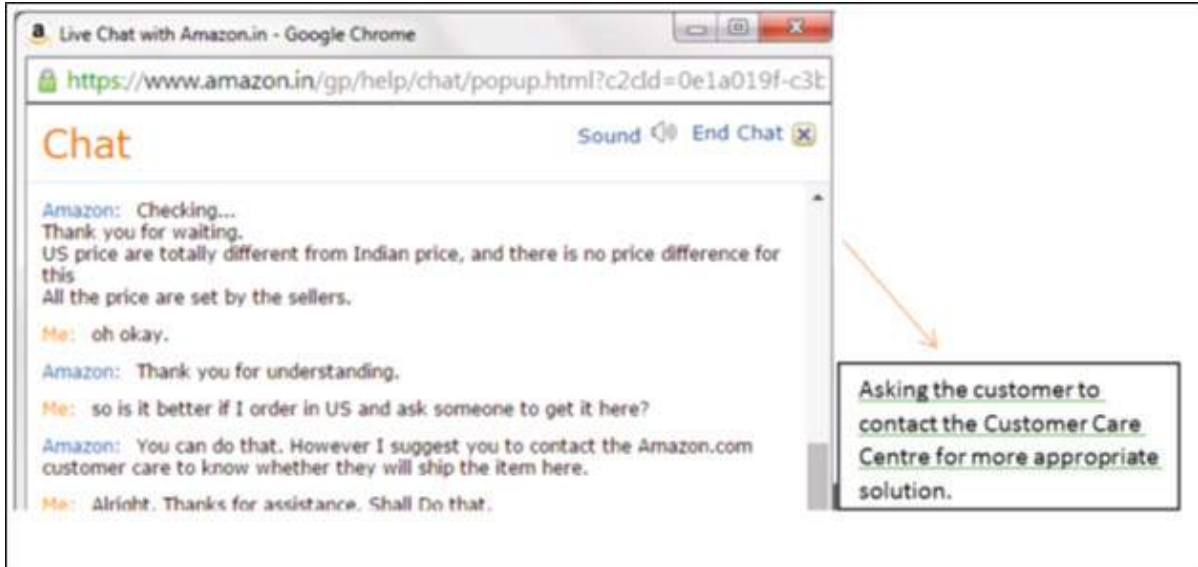 Live Chat with Amazon.in - Google Chrome
https://www.amazon.in/gp/help/chat/popup.html?c2cId=0e1a019f-c3b
Chat
Sound End Chat
Amazon: Checking...
Thank you for waiting.
US price are totally different from Indian price, and there is no price difference for
this
All the price are set by the sellers.
Me: oh okay.
Amazon: Thank you for understanding.
Me: so is it better if I order in US and ask someone to get it here?
Amazon: You can do that. However I suggest you to contact the Amazon.com
customer care to know whether they will ship the item here.
Me: Alright. Thanks for assistance. Shall Do that.
Asking the customer to
contact the Customer Care
Centre for more appropriate
solution.